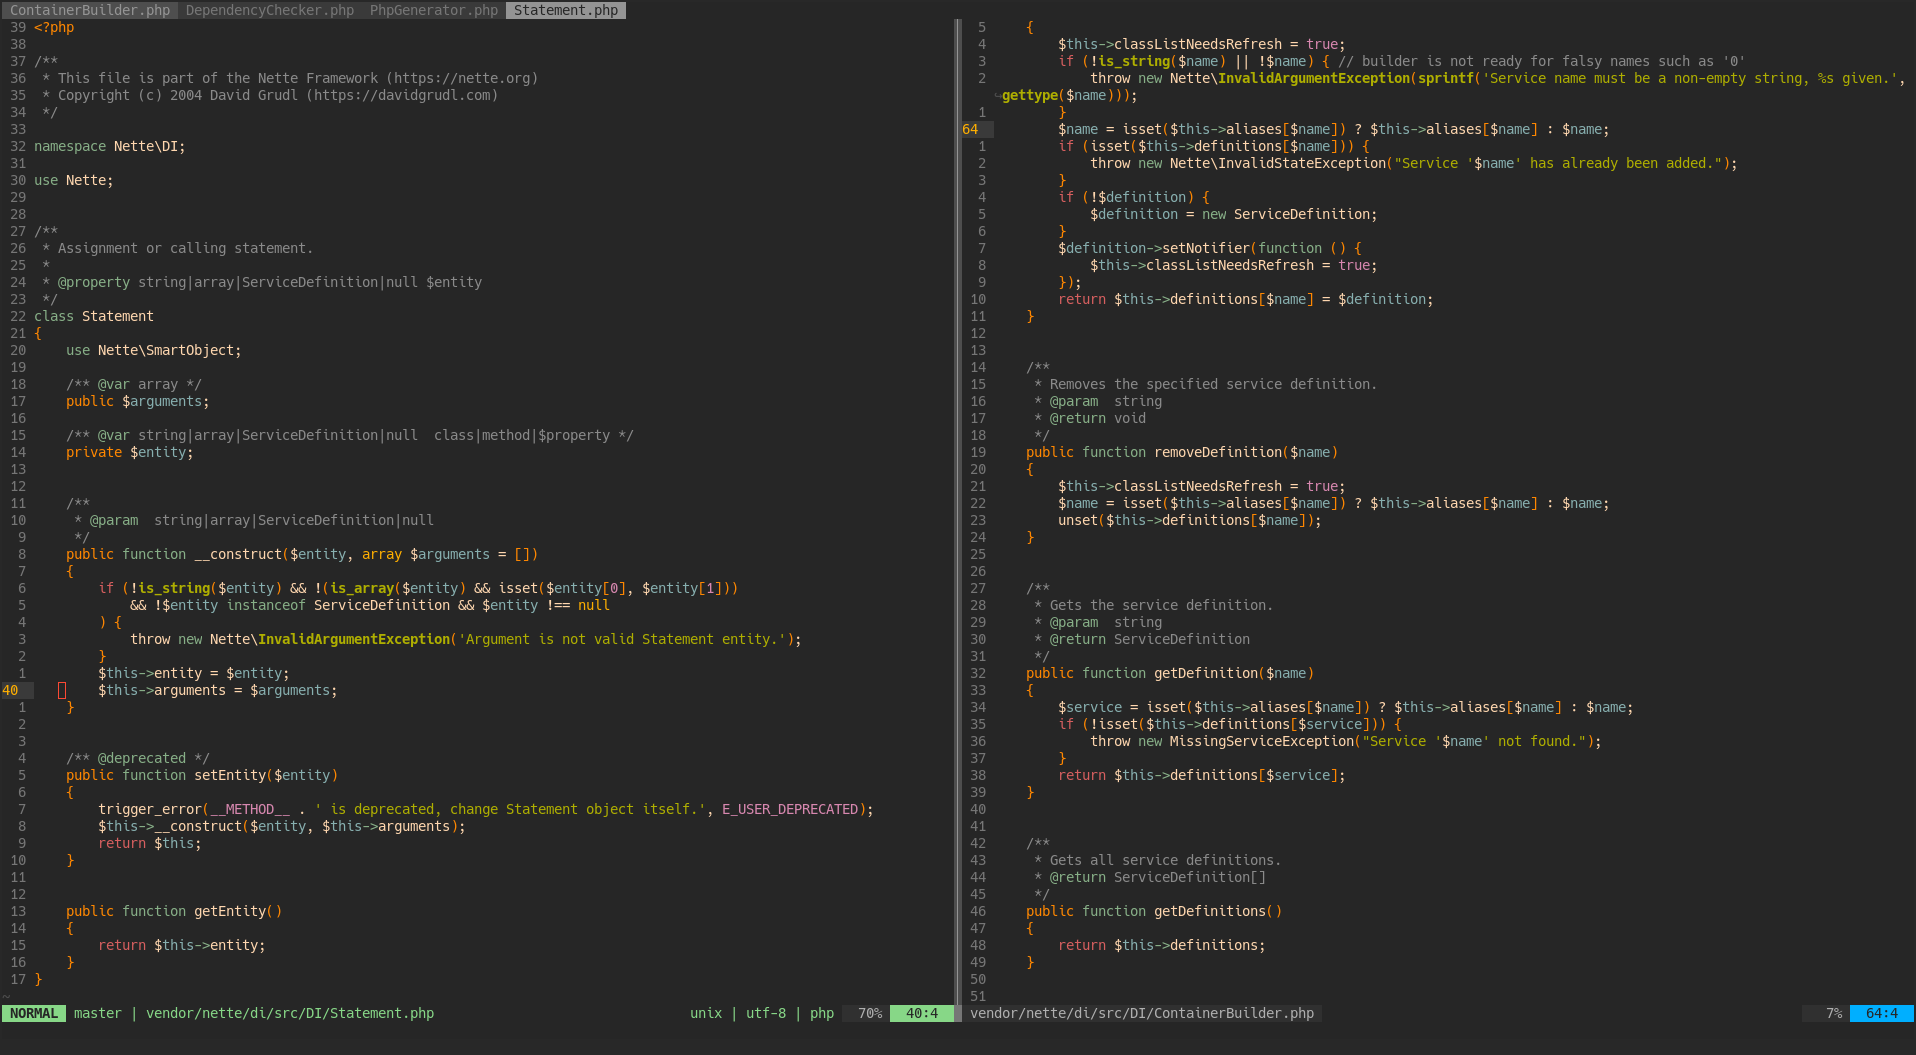 ContainerBuilder.php  DependencyChecker.php  PhpGenerator.php  Statement.php
39 <?php
38
37 /**
36  * This file is part of the Nette Framework (https://nette.org)
35  * Copyright (c) 2004 David Grudl (https://davidgrudl.com)
34  */
33
32 namespace Nette\DI;
31
30 use Nette;
29
28
27 /**
26  * Assignment or calling statement.
25  *
24  * @property string|array|ServiceDefinition|null $entity
23  */
22 class Statement
21 {
20     use Nette\SmartObject;
19
18     /** @var array */
17     public $arguments;
16
15     /** @var string|array|ServiceDefinition|null  class|method|$property */
14     private $entity;
13
12
11     /**
10      * @param  string|array|ServiceDefinition|null
9      */
8     public function __construct($entity, array $arguments = [])
7     {
6         if (!is_string($entity) && !(is_array($entity) && isset($entity[0], $entity[1]))
5             && !$entity instanceof ServiceDefinition && $entity !== null
4         ) {
3             throw new Nette\InvalidArgumentException('Argument is not valid Statement entity.');
2         }
1         $this->entity = $entity;
40         $this->arguments = $arguments;
1     }
2
3
4     /** @deprecated */
5     public function setEntity($entity)
6     {
7         trigger_error(__METHOD__ . ' is deprecated, change Statement object itself.', E_USER_DEPRECATED);
8         $this->__construct($entity, $this->arguments);
9         return $this;
10     }
11
12
13     public function getEntity()
14     {
15         return $this->entity;
16     }
17 }
~
NORMAL  master | vendor/nette/di/src/DI/Statement.php  unix | utf-8 | php  70%  40:4
5     {
4         $this->classListNeedsRefresh = true;
3         if (!is_string($name) || !$name) { // builder is not ready for falsy names such as '0'
2             throw new Nette\InvalidArgumentException(sprintf('Service name must be a non-empty string, %s given.',
↪gettype($name)));
1         }
64         $name = isset($this->aliases[$name]) ? $this->aliases[$name] : $name;
1         if (isset($this->definitions[$name])) {
2             throw new Nette\InvalidStateException("Service '$name' has already been added.");
3         }
4         if (!$definition) {
5             $definition = new ServiceDefinition;
6         }
7         $definition->setNotifier(function () {
8             $this->classListNeedsRefresh = true;
9         });
10         return $this->definitions[$name] = $definition;
11     }
12
13
14     /**
15      * Removes the specified service definition.
16      * @param  string
17      * @return void
18      */
19     public function removeDefinition($name)
20     {
21         $this->classListNeedsRefresh = true;
22         $name = isset($this->aliases[$name]) ? $this->aliases[$name] : $name;
23         unset($this->definitions[$name]);
24     }
25
26
27     /**
28      * Gets the service definition.
29      * @param  string
30      * @return ServiceDefinition
31      */
32     public function getDefinition($name)
33     {
34         $service = isset($this->aliases[$name]) ? $this->aliases[$name] : $name;
35         if (!isset($this->definitions[$service])) {
36             throw new MissingServiceException("Service '$name' not found.");
37         }
38         return $this->definitions[$service];
39     }
40
41
42     /**
43      * Gets all service definitions.
44      * @return ServiceDefinition[]
45      */
46     public function getDefinitions()
47     {
48         return $this->definitions;
49     }
50
51
vendor/nette/di/src/DI/ContainerBuilder.php  7%  64:4